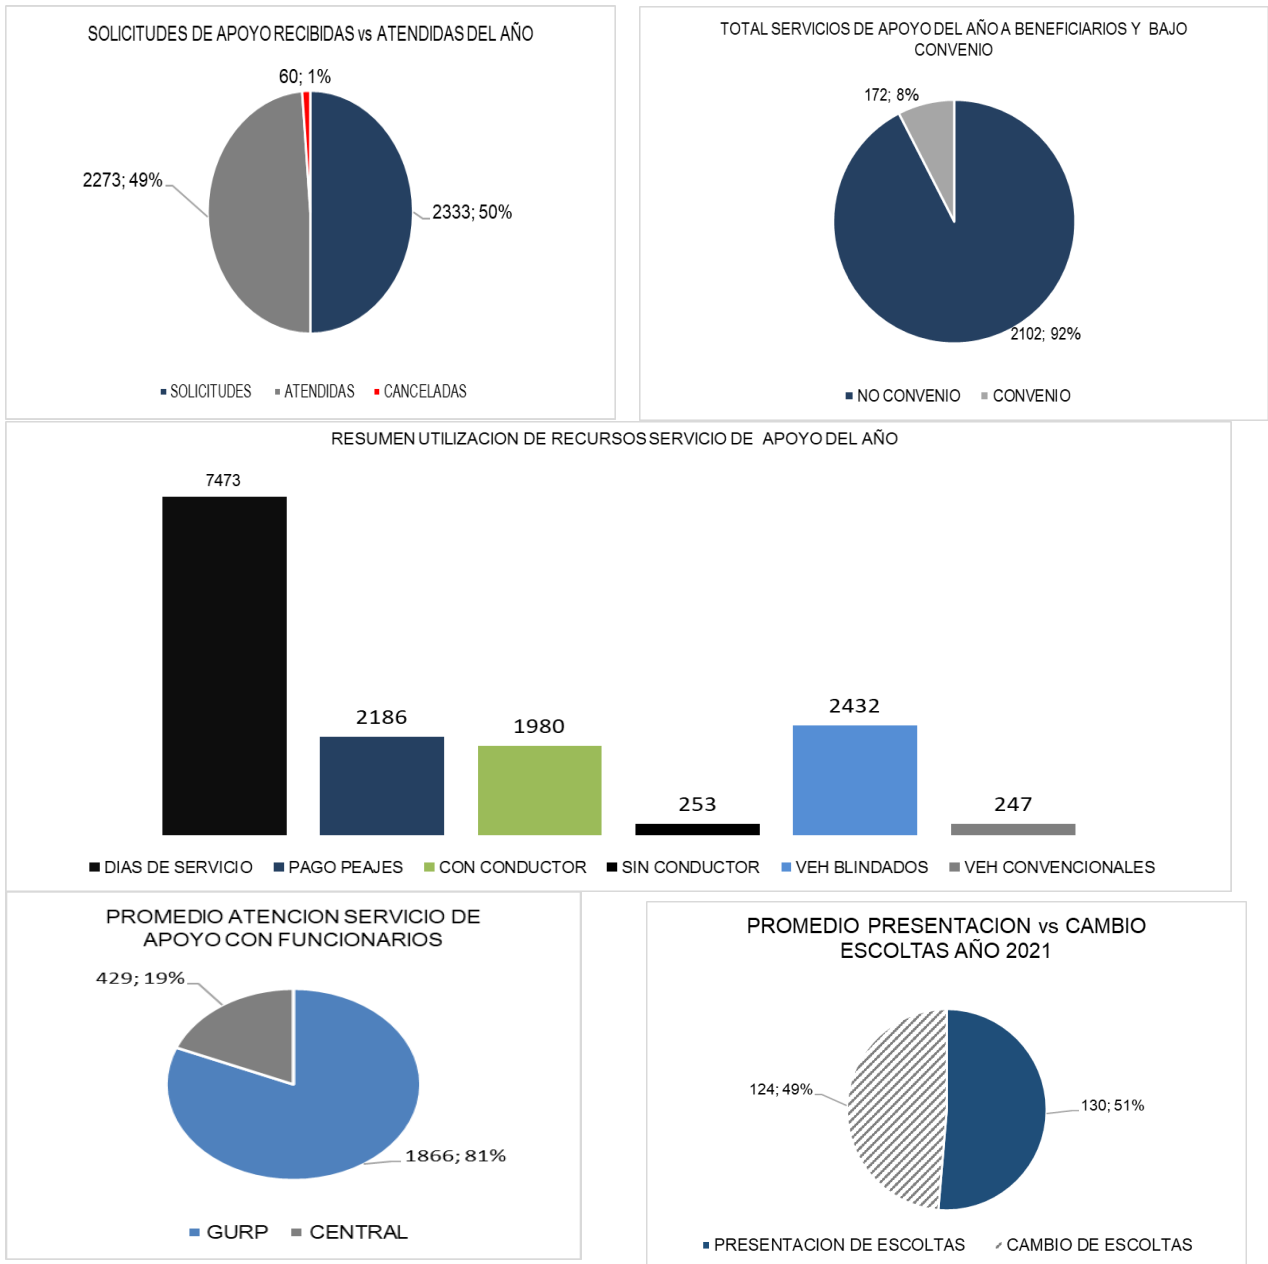 SOLICITUDES DE APOYO RECIBIDAS vs ATENDIDAS DEL AÑO
60; 1%
2273; 49%
2333; 50%
SOLICITUDES ATENDIDAS CANCELADAS
TOTAL SERVICIOS DE APOYO DEL AÑO A BENEFICIARIOS Y BAJO
CONVENIO
172; 8%
2102; 92%
NO CONVENIO CONVENIO
RESUMEN UTILIZACION DE RECURSOS SERVICIO DE APOYO DEL AÑO
7473
2186
1980
253
2432
247
DIAS DE SERVICIO PAGO PEAJES CON CONDUCTOR SIN CONDUCTOR VEH BLINDADOS VEH CONVENCIONALES
PROMEDIO ATENCION SERVICIO DE
APOYO CON FUNCIONARIOS
429; 19%
1866; 81%
GURP CENTRAL
PROMEDIO PRESENTACION vs CAMBIO
ESCOLTAS AÑO 2021
124; 49%
130; 51%
PRESENTACION DE ESCOLTAS CAMBIO DE ESCOLTAS